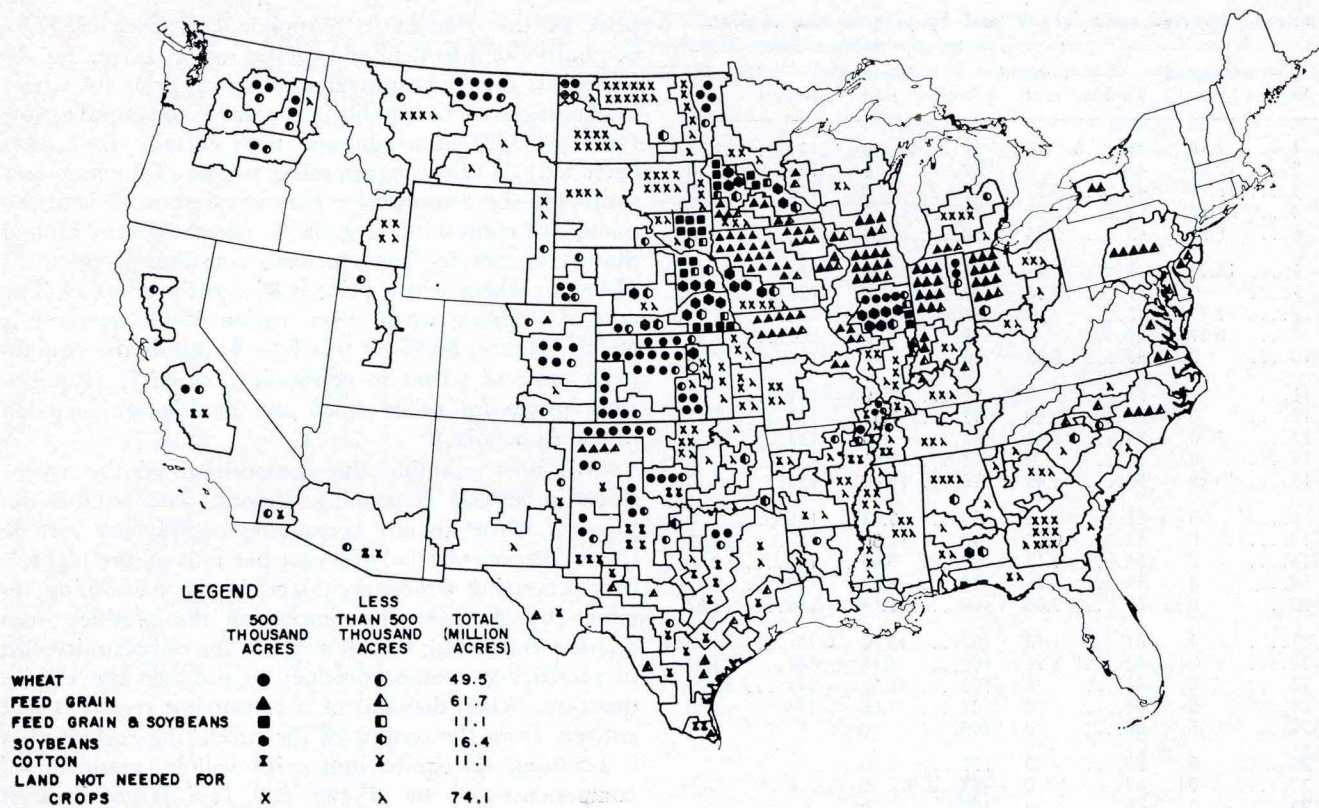 LEGEND
500 THOUSAND ACRES
LESS THAN 500 THOUSAND ACRES
TOTAL (MILLION ACRES)
WHEAT 49.5
FEED GRAIN 61.7
FEED GRAIN & SOYBEANS 11.1
SOYBEANS 16.4
COTTON 11.1
LAND NOT NEEDED FOR
CROPS X λ 74.1